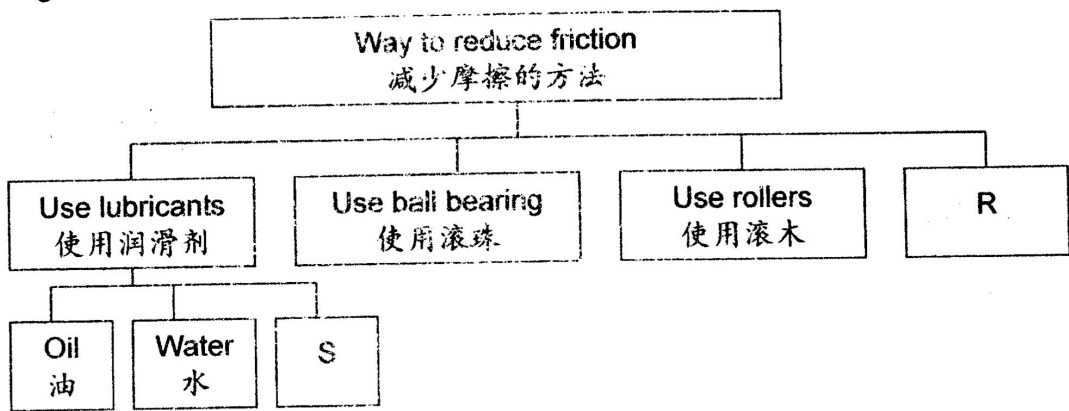 Way to reduce friction
减少摩擦的方法
Use lubricants
使用润滑剂
Use ball bearing
使用滚珠
Use rollers
使用滚木
R
Oil
油
Water
水
S